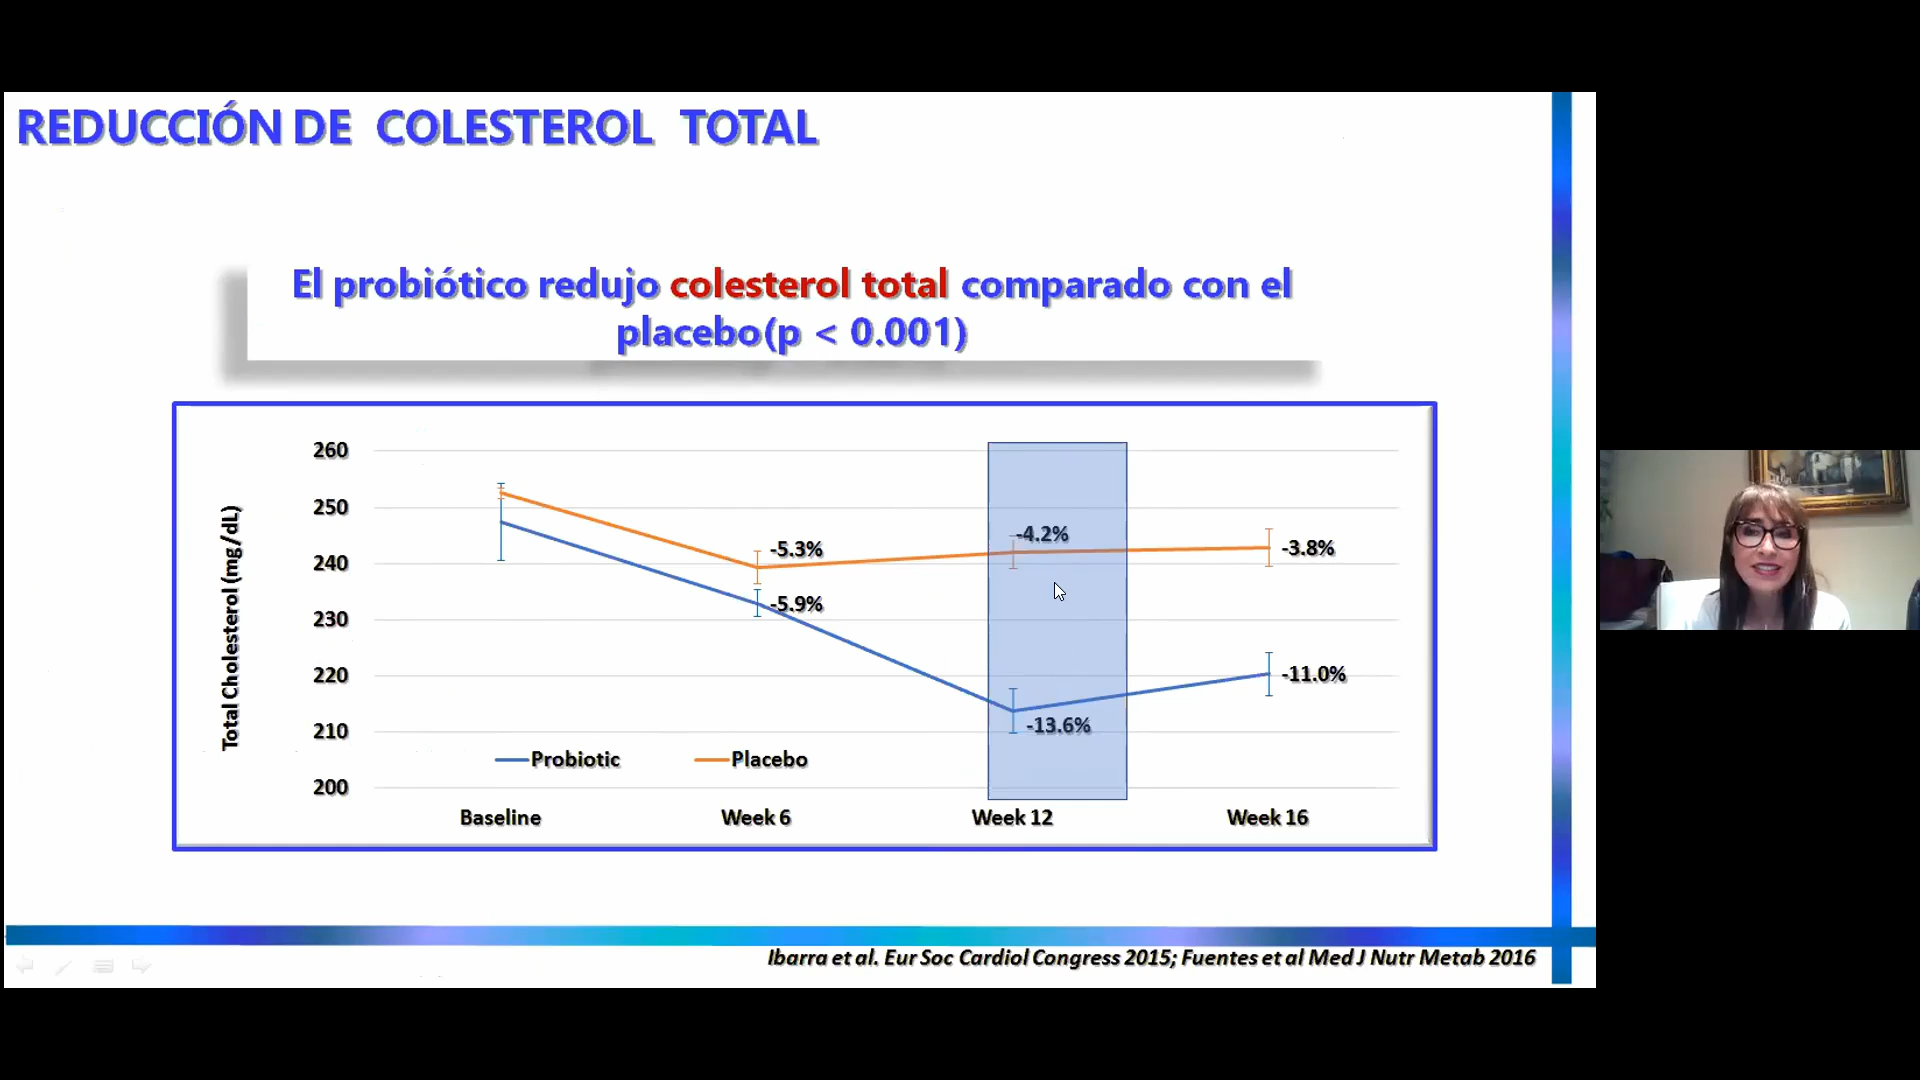 REDUCCIÓN DE COLESTEROL TOTAL
El probiótico redujo colesterol total comparado con el
placebo(p < 0.001)
Total Cholesterol (mg/dL)
260
250
240
230
220
210
200
-5.3%
-4.2%
-3.8%
-5.9%
-13.6%
-11.0%
Probiotic
Placebo
Baseline
Week 6
Week 12
Week 16
Ibarra et al. Eur Soc Cardiol Congress 2015; Fuentes et al Med J Nutr Metab 2016